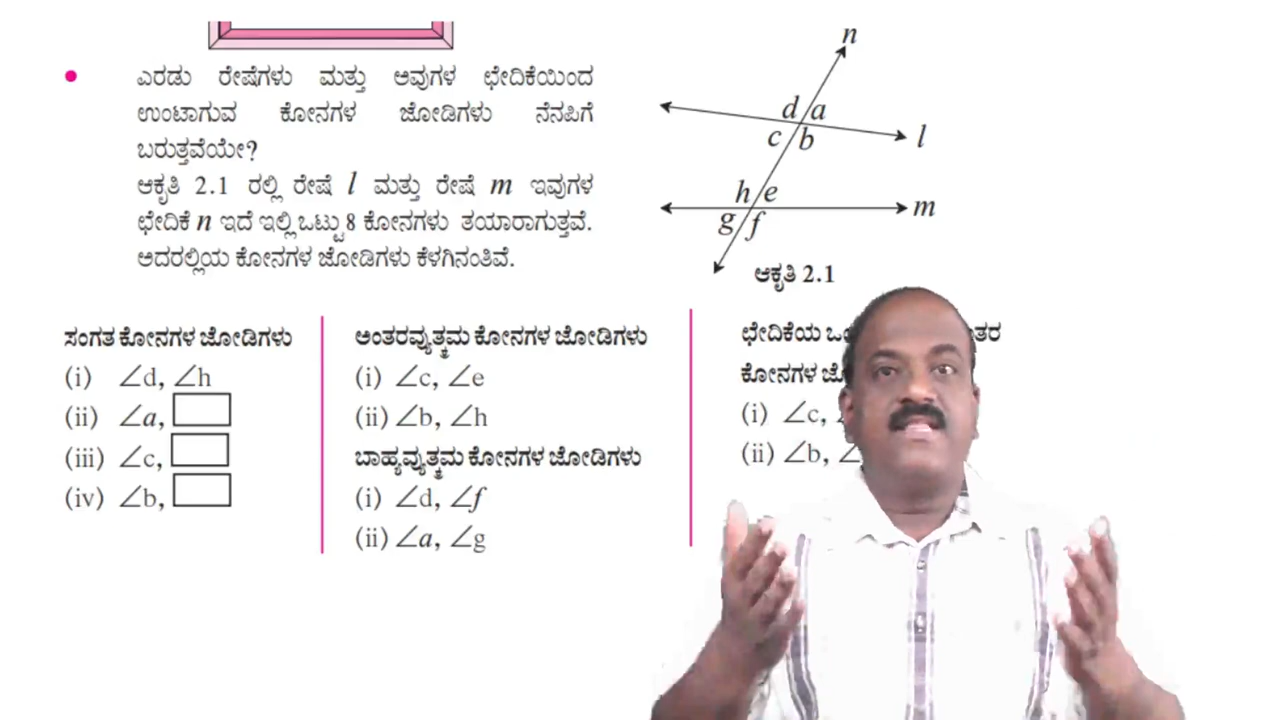 ಎರಡು ರೇಷೆಗಳು ಮತ್ತು ಅವುಗಳ ಛೇದಿಕೆಯಿಂದ
ಉಂಟಾಗುವ ಕೋನಗಳ ಜೋಡಿಗಳು ನೆನಪಿಗೆ
ಬರುತ್ತವೆಯೇ?
ಆಕೃತಿ 2.1 ರಲ್ಲಿ ರೇಷೆ l ಮತ್ತು ರೇಷೆ m ಇವುಗಳ
ಛೇದಿಕೆ n ಇದೆ ಇಲ್ಲಿ ಒಟ್ಟು 8 ಕೋನಗಳು ತಯಾರಾಗುತ್ತವೆ.
ಅದರಲ್ಲಿಯ ಕೋನಗಳ ಜೋಡಿಗಳು ಕೆಳಗಿನಂತಿವೆ.
n
d a
c b
l
h e
m
g f
ಆಕೃತಿ 2.1
ಸಂಗತ ಕೋನಗಳ ಜೋಡಿಗಳು
(i) ∠d, ∠h
(ii) ∠a,
(iii) ∠c,
(iv) ∠b,
ಅಂತರವ್ಯುತ್ಕ್ರಮ ಕೋನಗಳ ಜೋಡಿಗಳು
(i) ∠c, ∠e
(ii) ∠b, ∠h
ಬಾಹ್ಯವ್ಯುತ್ಕ್ರಮ ಕೋನಗಳ ಜೋಡಿಗಳು
(i) ∠d, ∠f
(ii) ∠a, ∠g
ಛೇದಿಕೆಯ
ಕೋನಗಳ
(i) ∠c,
(ii) ∠b,